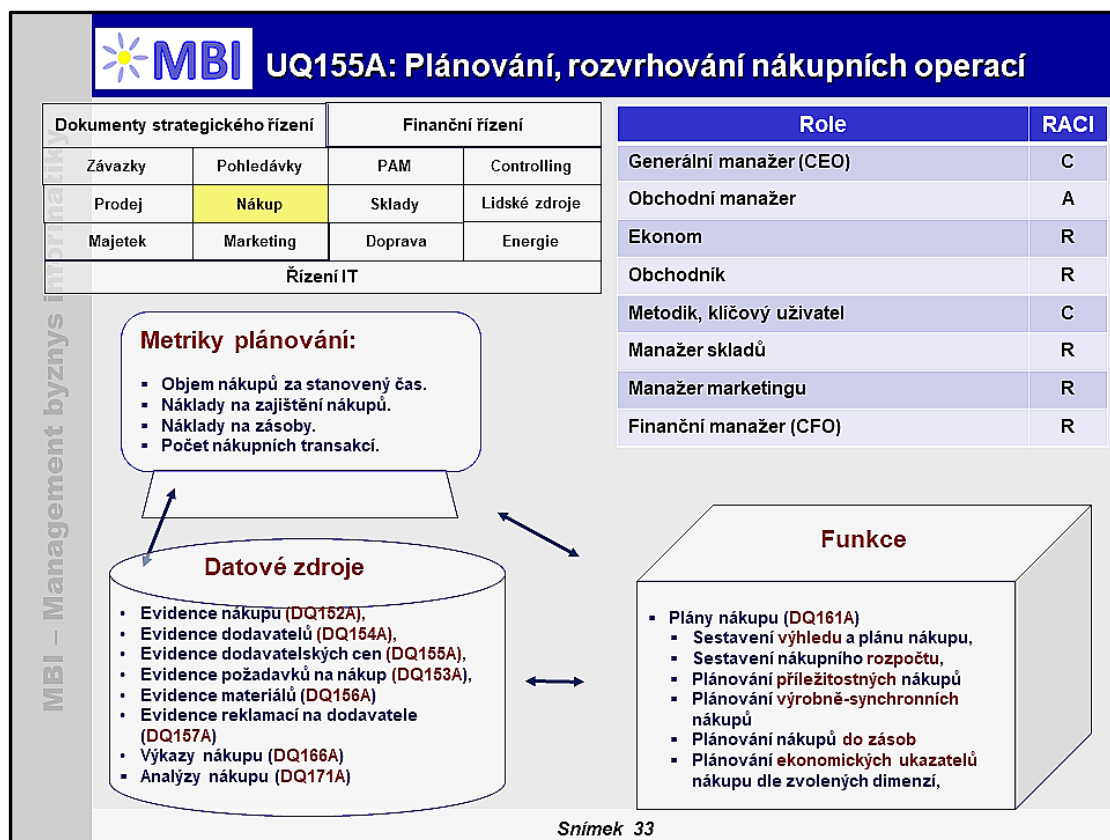 MBI
UQ155A: Plánování, rozvrhování nákupních operací
MBI – Management byznys informatiky
Dokumenty strategického řízení Finanční řízení
Závazky Pohledávky PAM Controlling
Prodej Nákup Sklady Lidské zdroje
Majetek Marketing Doprava Energie
Řízení IT
Role RACI
Generální manažer (CEO) C
Obchodní manažer A
Ekonom R
Obchodník R
Metodik, klíčový uživatel C
Manažer skladů R
Manažer marketingu R
Finanční manažer (CFO) R
Metriky plánování:
▪ Objem nákupů za stanovený čas.
▪ Náklady na zajištění nákupů.
▪ Náklady na zásoby.
▪ Počet nákupních transakcí.
Datové zdroje
• Evidence nákupu (DQ152A),
• Evidence dodavatelů (DQ154A),
• Evidence dodavatelských cen (DQ155A),
• Evidence požadavků na nákup (DQ153A),
• Evidence materiálů (DQ156A)
• Evidence reklamací na dodavatele
(DQ157A)
• Výkazy nákupu (DQ166A)
• Analýzy nákupu (DQ171A)
Funkce
▪ Plány nákupu (DQ161A)
▪ Sestavení výhledu a plánu nákupu,
▪ Sestavení nákupního rozpočtu,
▪ Plánování příležitostných nákupů
▪ Plánování výrobně-synchronních
nákupů
▪ Plánování nákupů do zásob
▪ Plánování ekonomických ukazatelů
nákupu dle zvolených dimenzí,
Snímek 33